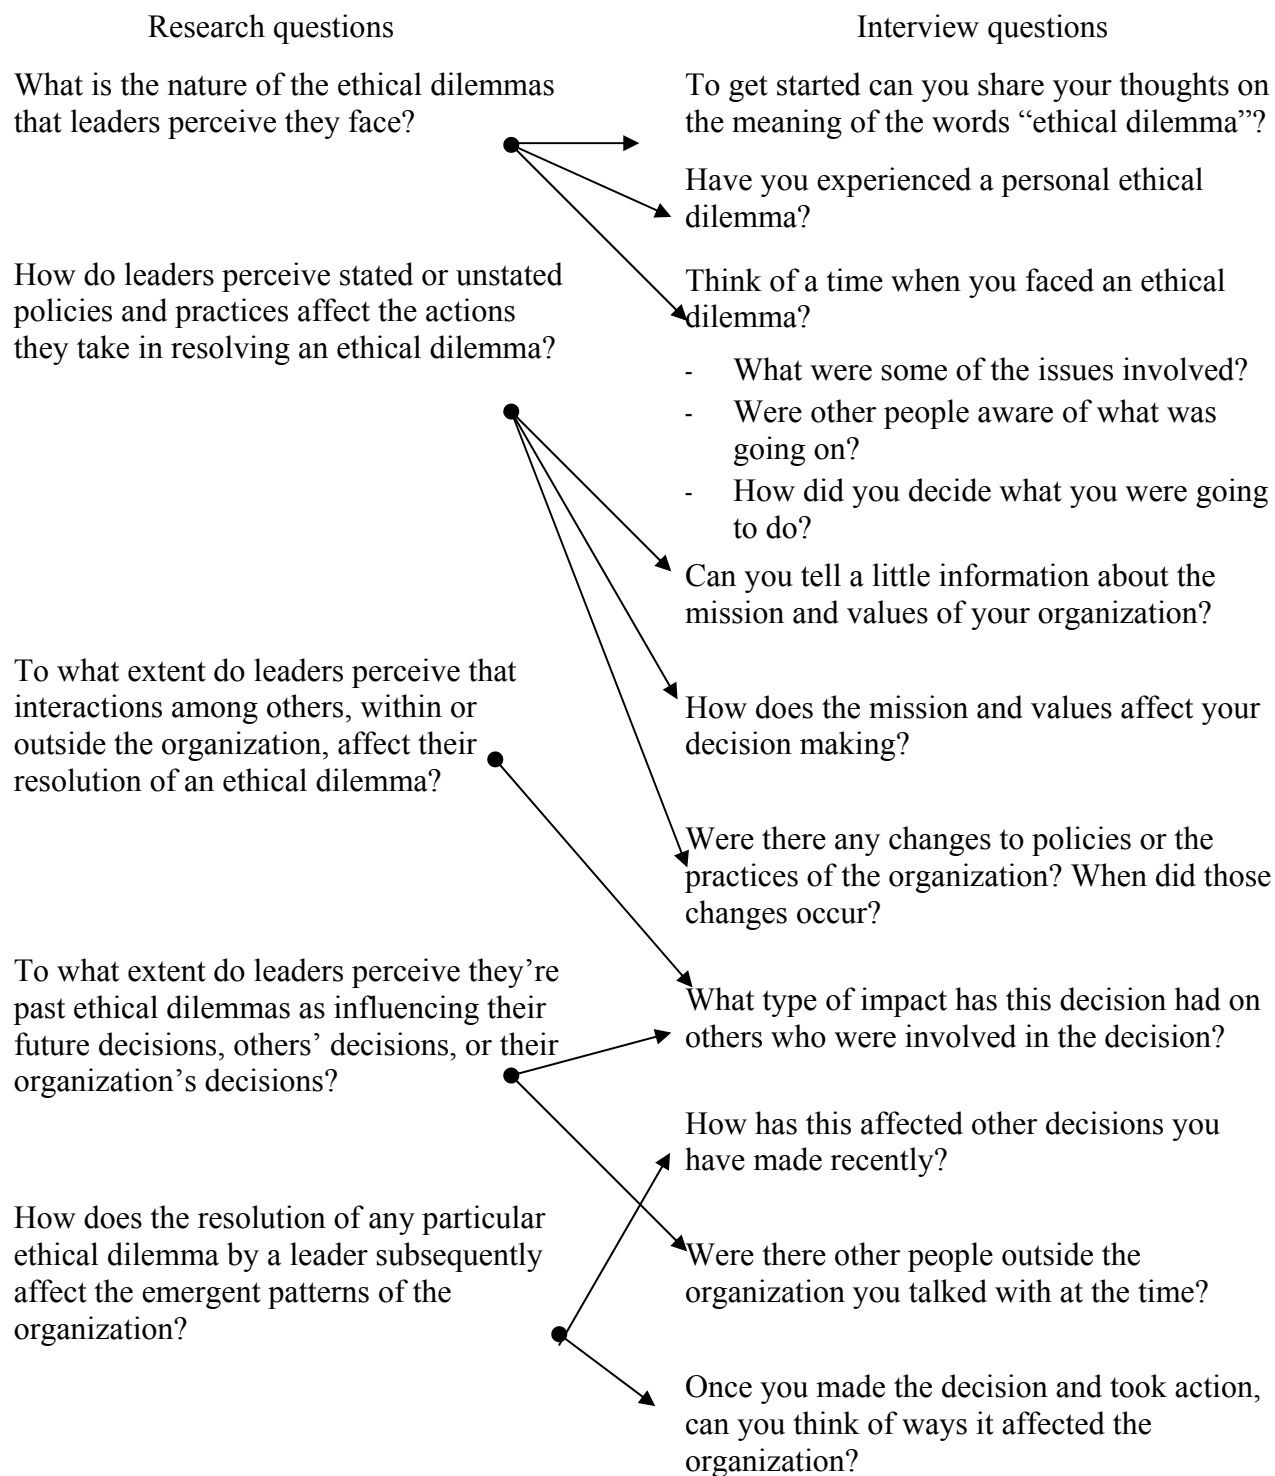 Research questions
What is the nature of the ethical dilemmas
that leaders perceive they face?
How do leaders perceive stated or unstated
policies and practices affect the actions
they take in resolving an ethical dilemma?
To what extent do leaders perceive that
interactions among others, within or
outside the organization, affect their
resolution of an ethical dilemma?
To what extent do leaders perceive they’re
past ethical dilemmas as influencing their
future decisions, others’ decisions, or their
organization’s decisions?
How does the resolution of any particular
ethical dilemma by a leader subsequently
affect the emergent patterns of the
organization?
Interview questions
To get started can you share your thoughts on
the meaning of the words “ethical dilemma”?
Have you experienced a personal ethical
dilemma?
Think of a time when you faced an ethical
dilemma?
- What were some of the issues involved?
- Were other people aware of what was
going on?
- How did you decide what you were going
to do?
Can you tell a little information about the
mission and values of your organization?
How does the mission and values affect your
decision making?
Were there any changes to policies or the
practices of the organization? When did those
changes occur?
What type of impact has this decision had on
others who were involved in the decision?
How has this affected other decisions you
have made recently?
Were there other people outside the
organization you talked with at the time?
Once you made the decision and took action,
can you think of ways it affected the
organization?